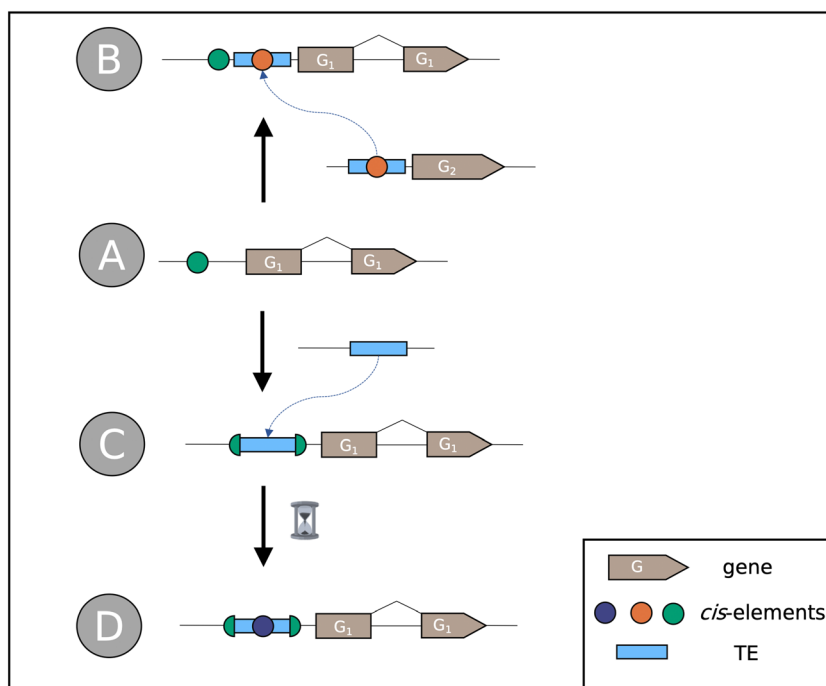 B
G₁ G₁
G₂
A
G₁ G₁
C
G₁ G₁
D
G₁ G₁
G gene
cis-elements
TE